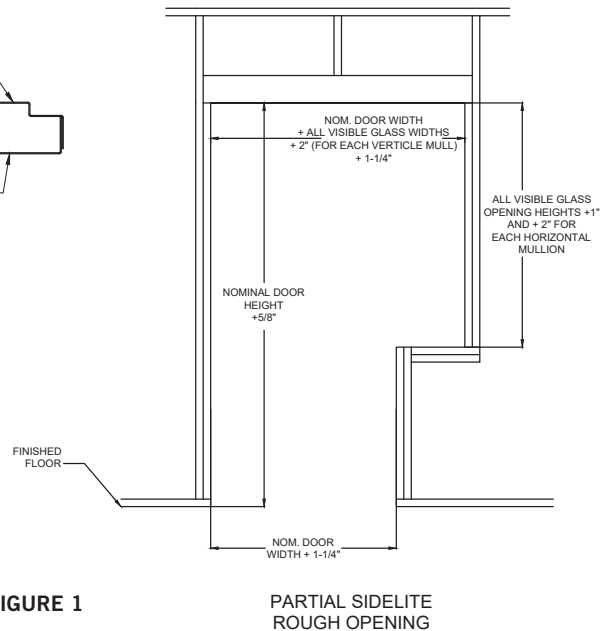 NOM. DOOR WIDTH
+ ALL VISIBLE GLASS WIDTHS
+ 2" (FOR EACH VERTICLE MULL)
+ 1-1/4"
ALL VISIBLE GLASS
OPENING HEIGHTS +1"
AND + 2" FOR
EACH HORIZONTAL
MULLION
NOMINAL DOOR
HEIGHT
+5/8"
FINISHED
FLOOR
NOM. DOOR
WIDTH + 1-1/4"
IGURE 1
PARTIAL SIDELITE
ROUGH OPENING